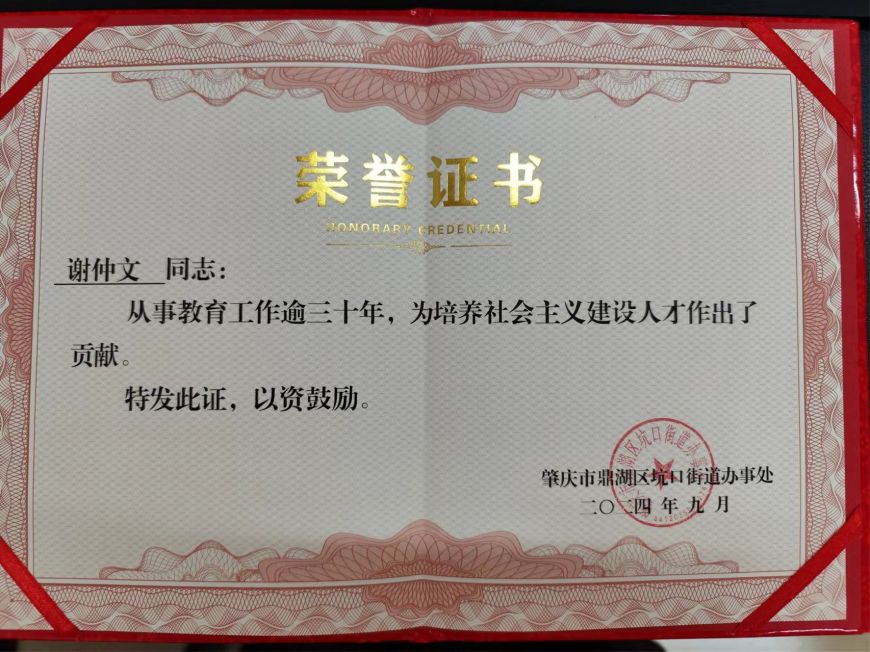 荣誉证书
HONORARY CREDENTIAL
谢仲文 同志：
从事教育工作逾三十年，为培养社会主义建设人才作出了
贡献。
特发此证，以资鼓励。
肇庆市鼎湖区坑口街道办事处
二〇二四年九月